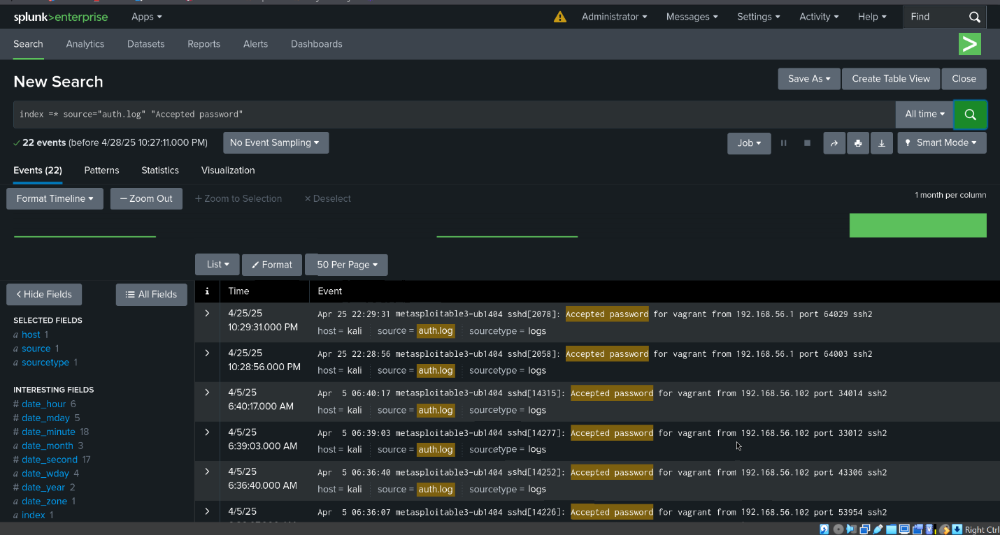 splunk>enterprise Apps Administrator Messages Settings Activity Help Find
Search Analytics Datasets Reports Alerts Dashboards
New Search Save As Create Table View Close
index =* source="auth.log" "Accepted password" All time
22 events (before 4/28/25 10:27:11.000 PM) No Event Sampling Job Smart Mode
Events (22) Patterns Statistics Visualization
Format Timeline — Zoom Out + Zoom to Selection × Deselect 1 month per column
List Format 50 Per Page
< Hide Fields All Fields
i Time Event
SELECTED FIELDS
a host 1
a source 1
a sourcetype 1
INTERESTING FIELDS
# date_hour 6
# date_mday 5
# date_minute 18
a date_month 3
# date_second 17
a date_wday 4
# date_year 2
a date_zone 1
a index 1
> 4/25/25 Apr 25 22:29:31 metasploitable3-ub1404 sshd[2078]: Accepted password for vagrant from 192.168.56.1 port 64029 ssh2
10:29:31.000 PM host = kali source = auth.log sourcetype = logs
> 4/25/25 Apr 25 22:28:56 metasploitable3-ub1404 sshd[2058]: Accepted password for vagrant from 192.168.56.1 port 64003 ssh2
10:28:56.000 PM host = kali source = auth.log sourcetype = logs
> 4/5/25 Apr  5 06:40:17 metasploitable3-ub1404 sshd[14315]: Accepted password for vagrant from 192.168.56.102 port 34014 ssh2
6:40:17.000 AM host = kali source = auth.log sourcetype = logs
> 4/5/25 Apr  5 06:39:03 metasploitable3-ub1404 sshd[14277]: Accepted password for vagrant from 192.168.56.102 port 33012 ssh2
6:39:03.000 AM host = kali source = auth.log sourcetype = logs
> 4/5/25 Apr  5 06:36:40 metasploitable3-ub1404 sshd[14252]: Accepted password for vagrant from 192.168.56.102 port 43306 ssh2
6:36:40.000 AM host = kali source = auth.log sourcetype = logs
> 4/5/25 Apr  5 06:36:07 metasploitable3-ub1404 sshd[14226]: Accepted password for vagrant from 192.168.56.102 port 53954 ssh2
Right Ctrl